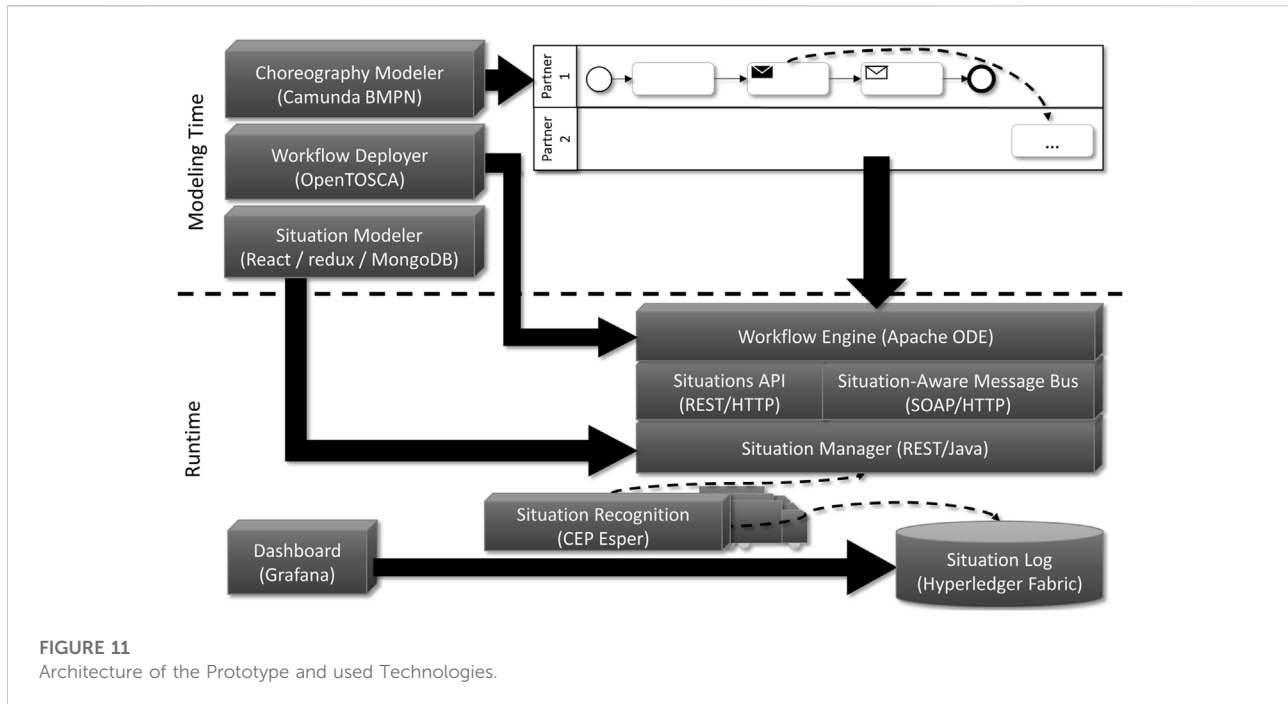 Modeling Time
Choreography Modeler
(Camunda BMPN)
Workflow Deployer
(OpenTOSCA)
Situation Modeler
(React / redux / MongoDB)
Partner
1
Partner
2
...
Runtime
Workflow Engine (Apache ODE)
Situations API
(REST/HTTP)
Situation-Aware Message Bus
(SOAP/HTTP)
Situation Manager (REST/Java)
Situation Recognition
(CEP Esper)
Dashboard
(Grafana)
Situation Log
(Hyperledger Fabric)
FIGURE 11
Architecture of the Prototype and used Technologies.